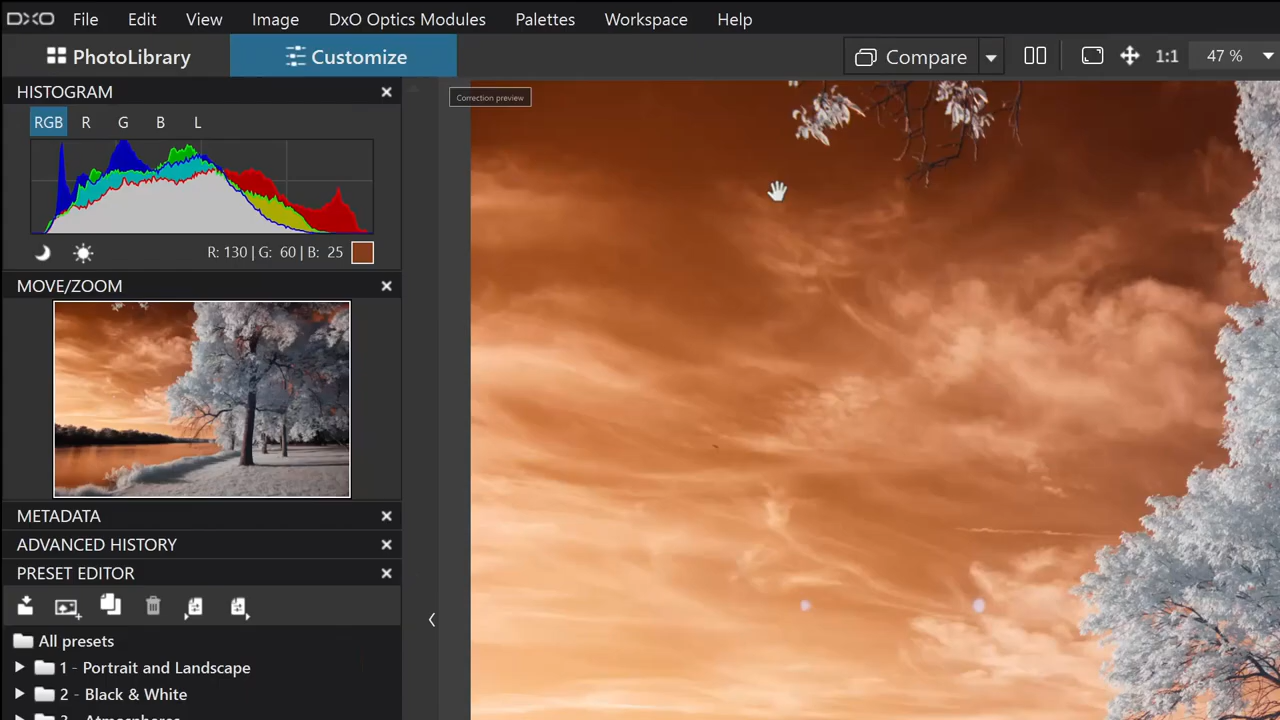 DXO File Edit View Image DxO Optics Modules Palettes Workspace Help
PhotoLibrary Customize Compare 1:1 47 %
HISTOGRAM
Correction preview
RGB R G B L
R: 130 | G: 60 | B: 25
MOVE/ZOOM
METADATA
ADVANCED HISTORY
PRESET EDITOR
All presets
1 - Portrait and Landscape
2 - Black & White
3 - Atmospheres